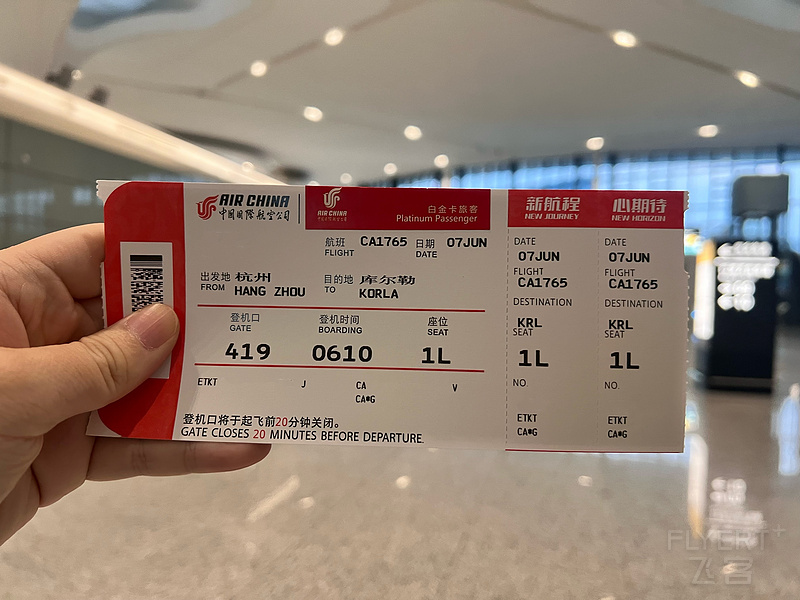 AIR CHINA
中国国际航空公司
AIR CHINA
白金卡旅客
Platinum Passenger
航班 CA1765 日期 07JUN
FLIGHT DATE
出发地 杭州 目的地 库尔勒
FROM HANG ZHOU TO KORLA
登机口 登机时间 座位
GATE BOARDING SEAT
419 0610 1L
ETKT J CA V
CA*G
登机口将于起飞前20分钟关闭。
GATE CLOSES 20 MINUTES BEFORE DEPARTURE.
新航程
NEW JOURNEY
DATE
07JUN
FLIGHT
CA1765
DESTINATION
KRL
SEAT
1L
NO.
ETKT
CA*G
心期待
NEW HORIZON
DATE
07JUN
FLIGHT
CA1765
DESTINATION
KRL
SEAT
1L
NO.
ETKT
CA*G
FLYERT+
飞客